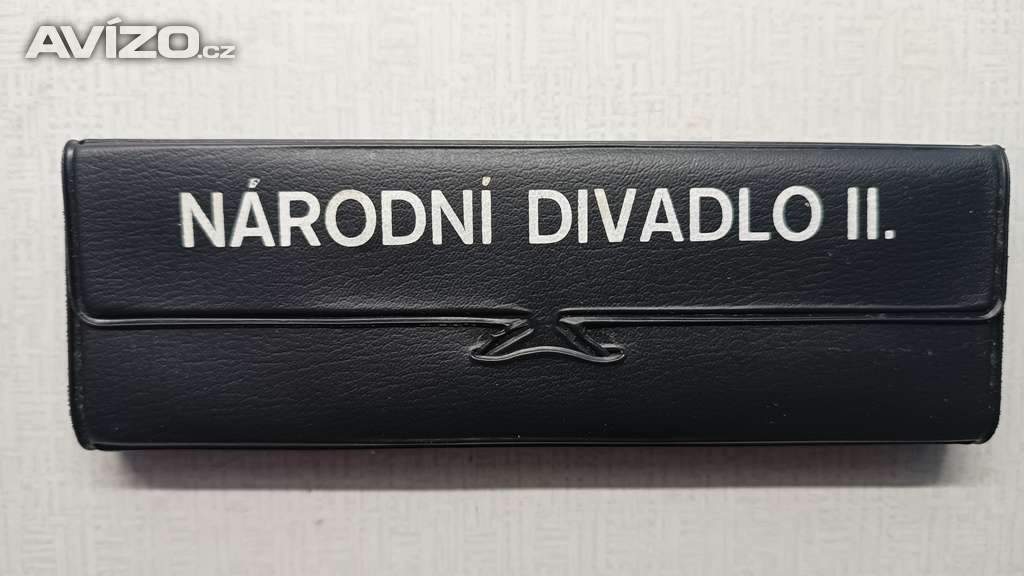 AVÍZO.cz
NÁRODNÍ DIVADLO II.